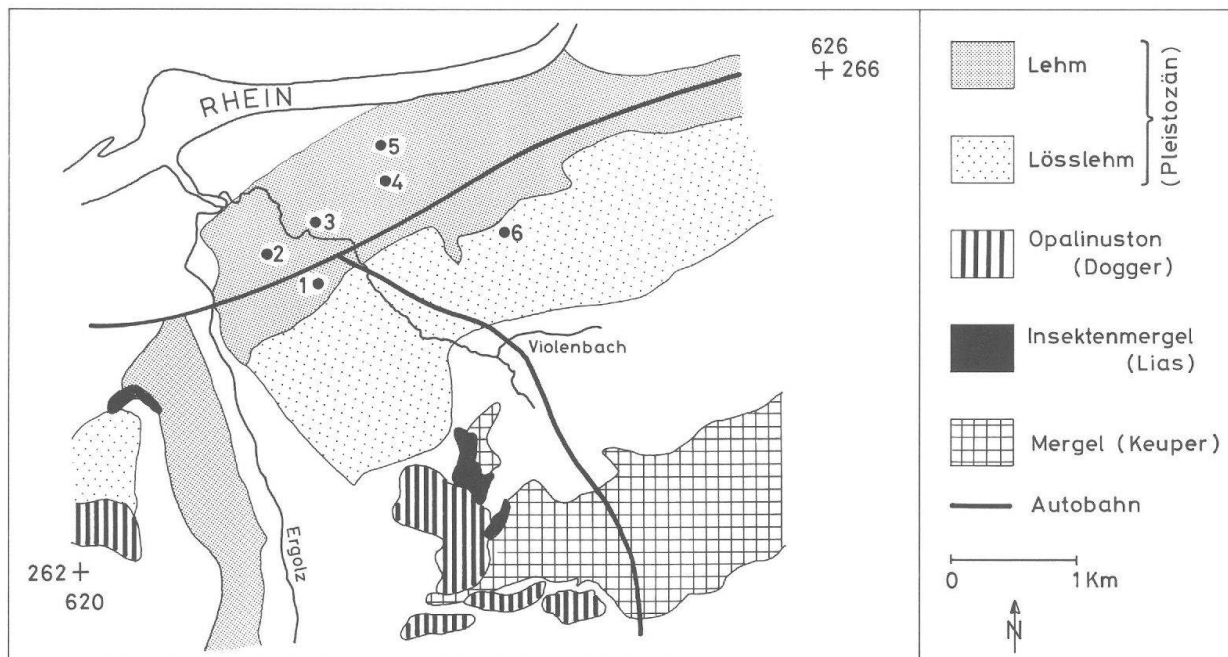 626
+ 266
RHEIN
5
4
3
6
2
1
Violenbach
Ergolz
262 +
620
Lehm
Lösslehm
(Pleistozän)
Opalinuston
(Dogger)
Insektenmergel
(Lias)
Mergel (Keuper)
Autobahn
0 1 Km
N